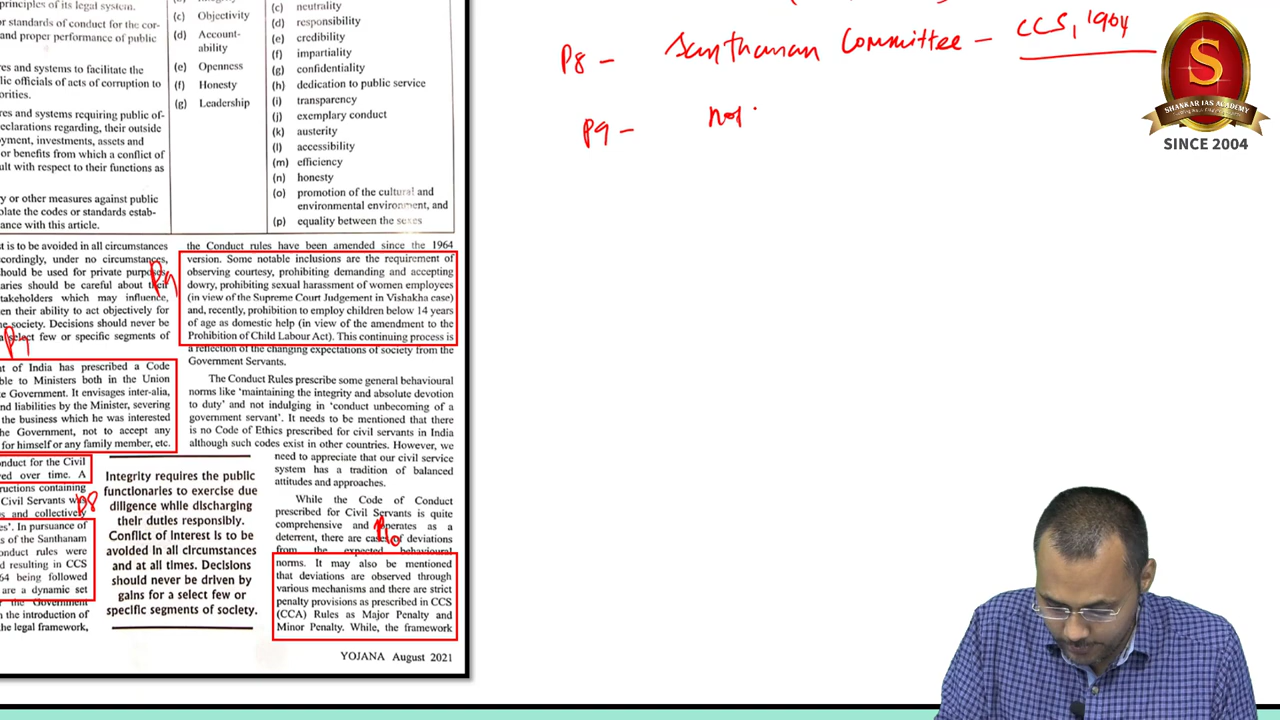 principles of its legal system.
or standards of conduct for the cor-
and proper performance of public
res and systems to facilitate the
lic officials of acts of corruption to
orities.
res and systems requiring public of-
eclarations regarding, their outside
oyment, investments, assets and
or benefits from which a conflict of
ult with respect to their functions as
ry or other measures against public
olate the codes or standards estab-
ance with this article.
(c) Objectivity
(d) Account-
ability
(e) Openness
(f) Honesty
(g) Leadership
(c) neutrality
(d) responsibility
(e) credibility
(f) impartiality
(g) confidentiality
(h) dedication to public service
(i) transparency
(j) exemplary conduct
(k) austerity
(l) accessibility
(m) efficiency
(n) honesty
(o) promotion of the cultural and
environmental environment, and
(p) equality between the sexes
t is to be avoided in all circumstances
ccordingly, under no circumstances,
hould be used for private purposes
aries should be careful about their
takeholders which may influence,
en their ability to act objectively for
he society. Decisions should never be
a select few or specific segments of
P7
nt of India has prescribed a Code
ble to Ministers both in the Union
te Government. It envisages inter-alia,
nd liabilities by the Minister, severing
the business which he was interested
he Government, not to accept any
for himself or any family member, etc.
onduct for the Civil
ved over time. A
ructions containing
Civil Servants
P8
s and collectively
es'. In pursuance of
s of the Santhanam
onduct rules were
d resulting in CCS
64 being followed
are a dynamic set
the Government
n the introduction of
he legal framework,
Integrity requires the public
functionaries to exercise due
diligence while discharging
their duties responsibly.
Conflict of Interest is to be
avoided in all circumstances
and at all times. Decisions
should never be driven by
gains for a select few or
specific segments of society.
the Conduct rules have been amended since the 1964
version. Some notable inclusions are the requirement of
observing courtesy, prohibiting demanding and accepting
dowry, prohibiting sexual harassment of women employees
(in view of the Supreme Court Judgement in Vishakha case)
and, recently, prohibition to employ children below 14 years
of age as domestic help (in view of the amendment to the
Prohibition of Child Labour Act). This continuing process is
a reflection of the changing expectations of society from the
Government Servants.
P9
The Conduct Rules prescribe some general behavioural
norms like 'maintaining the integrity and absolute devotion
to duty' and not indulging in 'conduct unbecoming of a
government servant'. It needs to be mentioned that there
is no Code of Ethics prescribed for civil servants in India
although such codes exist in other countries. However, we
need to appreciate that our civil service
system has a tradition of balanced
attitudes and approaches.
While the Code of Conduct
prescribed for Civil Servants is quite
comprehensive and operates as a
deterrent, there are cases of deviations
from the expected behavioural
P10
norms. It may also be mentioned
that deviations are observed through
various mechanisms and there are strict
penalty provisions as prescribed in CCS
(CCA) Rules as Major Penalty and
Minor Penalty. While, the framework
YOJANA August 2021
P8 - Santhanam Committee - CCS, 1964
P9 - not
S
SHANKAR IAS ACADEMY
SINCE 2004